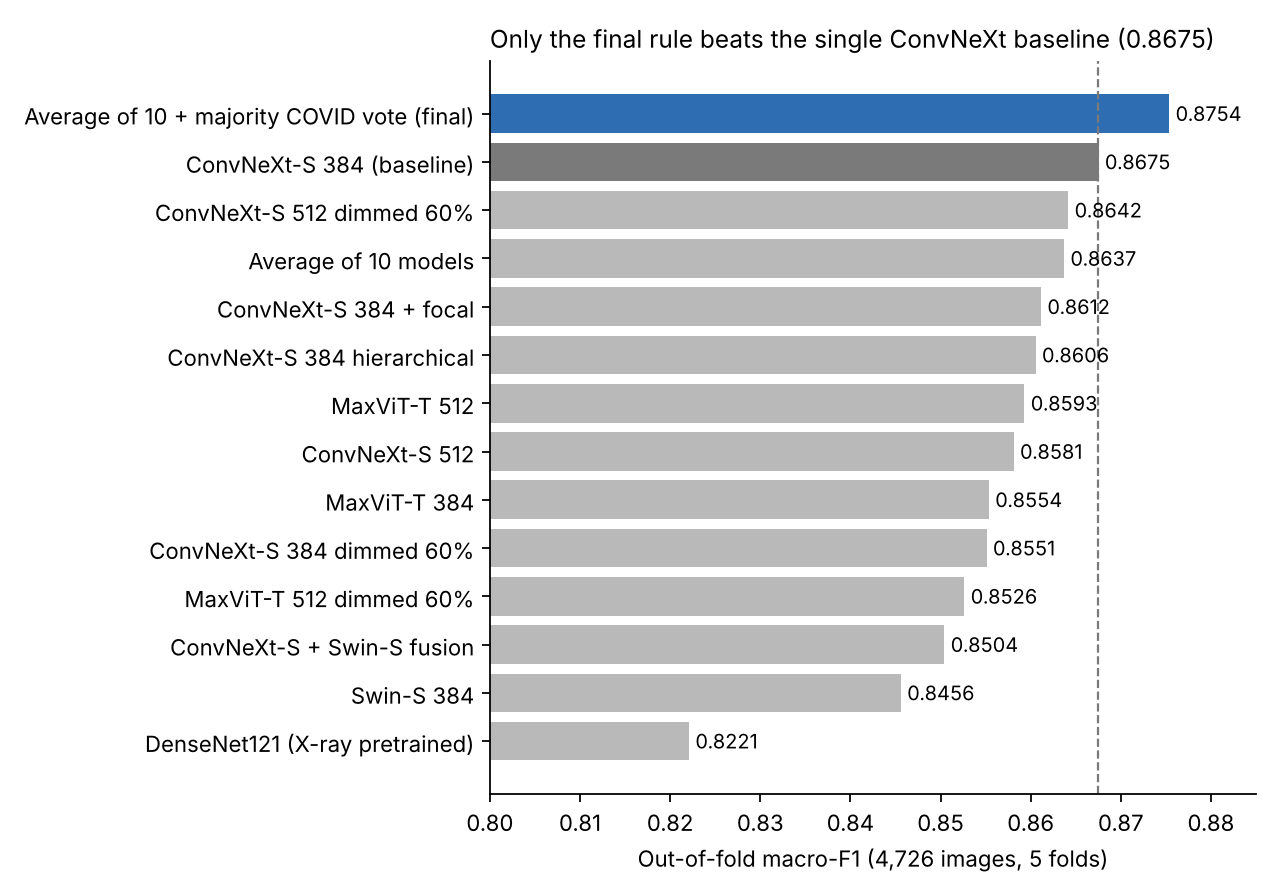 Only the final rule beats the single ConvNeXt baseline (0.8675)
Average of 10 + majority COVID vote (final) 0.8754
ConvNeXt-S 384 (baseline) 0.8675
ConvNeXt-S 512 dimmed 60% 0.8642
Average of 10 models 0.8637
ConvNeXt-S 384 + focal 0.8612
ConvNeXt-S 384 hierarchical 0.8606
MaxViT-T 512 0.8593
ConvNeXt-S 512 0.8581
MaxViT-T 384 0.8554
ConvNeXt-S 384 dimmed 60% 0.8551
MaxViT-T 512 dimmed 60% 0.8526
ConvNeXt-S + Swin-S fusion 0.8504
Swin-S 384 0.8456
DenseNet121 (X-ray pretrained) 0.8221
0.80 0.81 0.82 0.83 0.84 0.85 0.86 0.87 0.88
Out-of-fold macro-F1 (4,726 images, 5 folds)